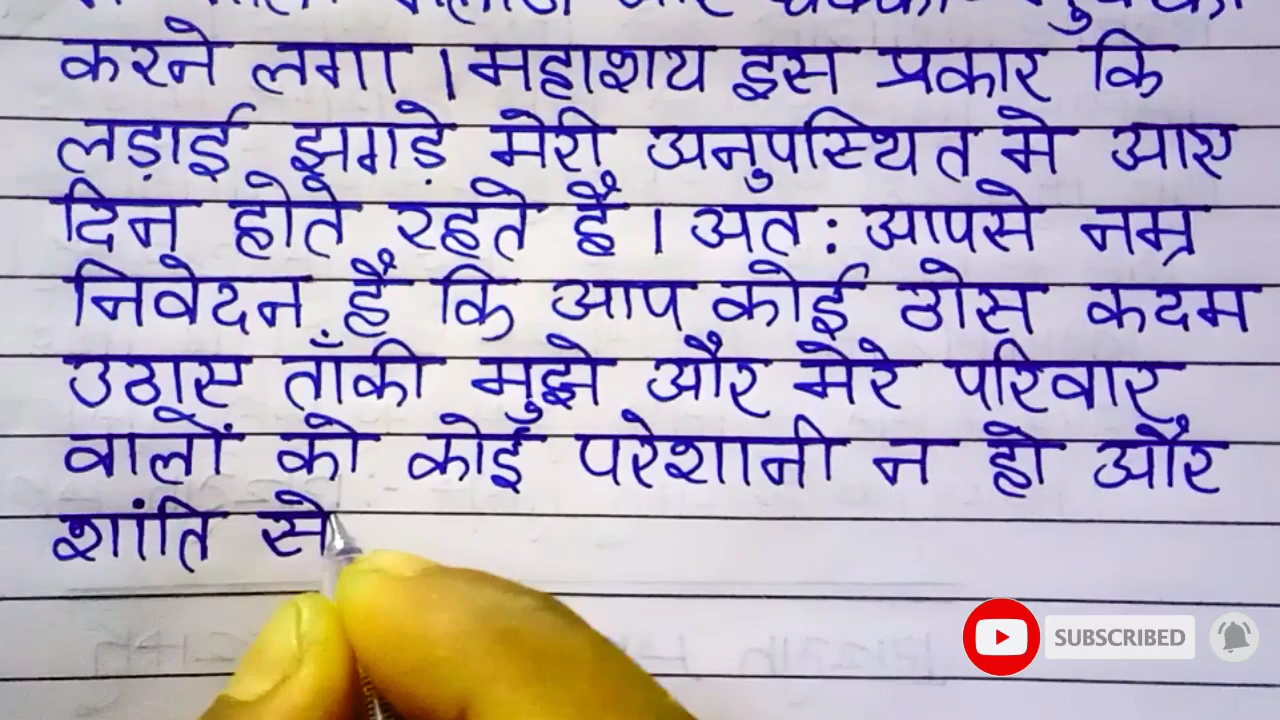 करने लगा । महाशय इस प्रकार कि
लड़ाई झगड़े मेरी अनुपस्थित मे आए
दिन होते रहते है । अत: आपसे नम्र
निवेदन है कि आप कोई ठोस कदम
उठाए ताँकी मुझे और मेरे परिवार
वालों को कोई परेशानी न हो और
शांति से
SUBSCRIBED